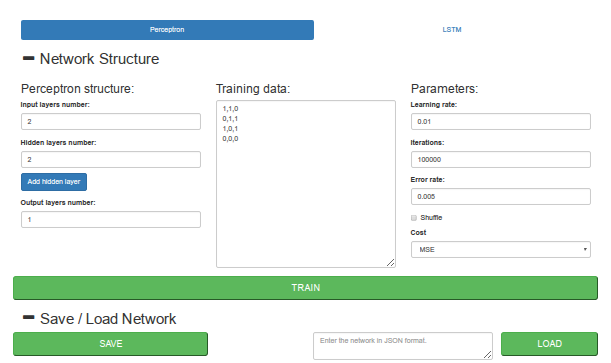 Perceptron
LSTM
Network Structure
Perceptron structure:
Input layers number:
2
Hidden layers number:
2
Add hidden layer
Output layers number:
1
Training data:
1,1,0
0,1,1
1,0,1
0,0,0
Parameters:
Learning rate:
0.01
Iterations:
100000
Error rate:
0.005
Shuffle
Cost
MSE
TRAIN
Save / Load Network
SAVE
Enter the network in JSON format.
LOAD